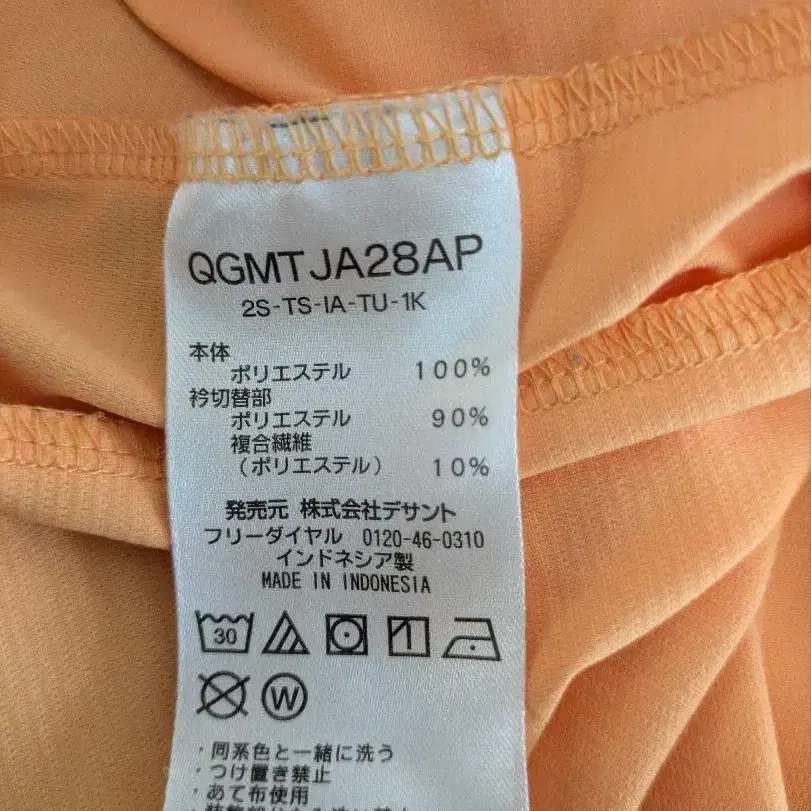 QGMTJA28AP
2S-TS-IA-TU-1K
本体
ポリエステル 100%
衿切替部
ポリエステル 90%
複合繊維
(ポリエステル) 10%
発売元 株式会社デサント
フリーダイヤル 0120-46-0310
インドネシア製
MADE IN INDONESIA
30
W
・同系色と一緒に洗う
・つけ置き禁止
・あて布使用